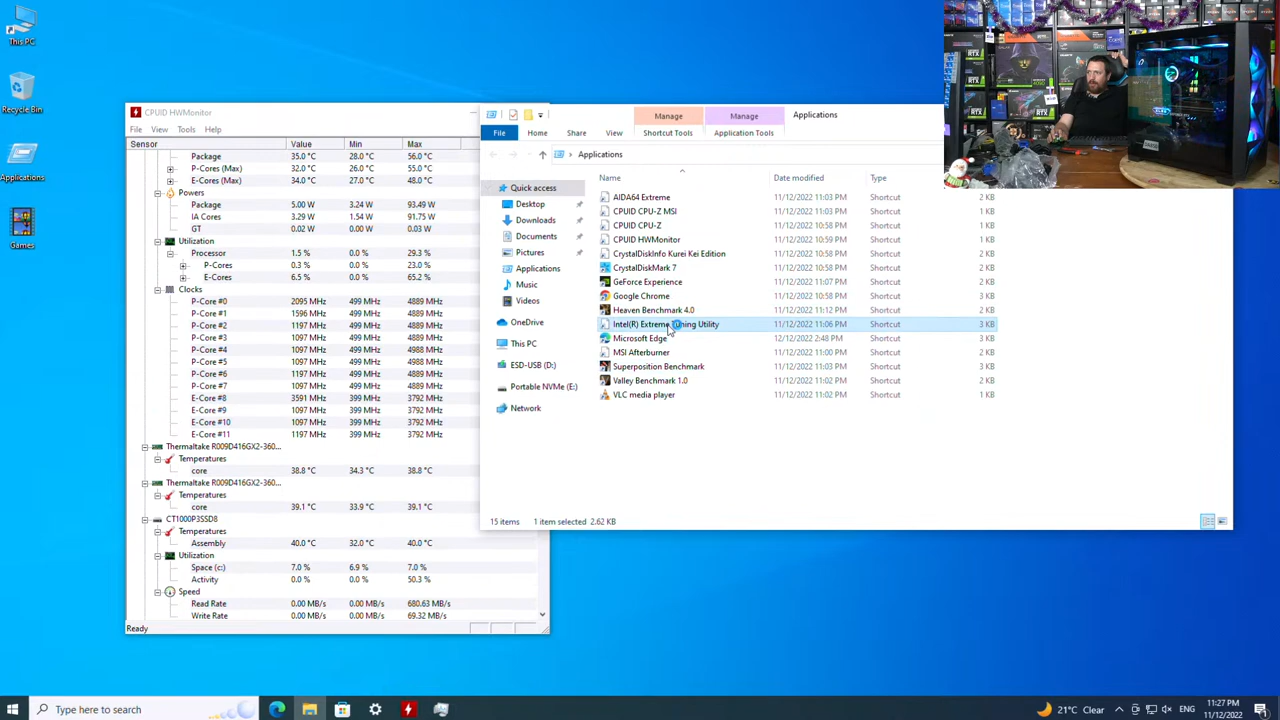 This PC
Recycle Bin
Applications
Games
CPUID HWMonitor
File View Tools Help
Sensor Value Min Max
Package 35.0 °C 28.0 °C 56.0 °C
P-Cores (Max) 32.0 °C 26.0 °C 55.0 °C
E-Cores (Max) 34.0 °C 27.0 °C 48.0 °C
Powers
Package 5.00 W 3.24 W 93.49 W
IA Cores 3.29 W 1.54 W 91.75 W
GT 0.02 W 0.00 W 0.03 W
Utilization
Processor 1.5 % 0.0 % 29.3 %
P-Cores 0.3 % 0.0 % 23.0 %
E-Cores 6.5 % 0.0 % 65.2 %
Clocks
P-Core #0 2095 MHz 499 MHz 4889 MHz
P-Core #1 1596 MHz 499 MHz 4889 MHz
P-Core #2 1197 MHz 399 MHz 4889 MHz
P-Core #3 1097 MHz 499 MHz 4889 MHz
P-Core #4 1097 MHz 499 MHz 4889 MHz
P-Core #5 1097 MHz 399 MHz 4889 MHz
P-Core #6 1197 MHz 499 MHz 4889 MHz
P-Core #7 1097 MHz 499 MHz 4889 MHz
E-Core #8 3591 MHz 399 MHz 3792 MHz
E-Core #9 1097 MHz 399 MHz 3792 MHz
E-Core #10 1097 MHz 399 MHz 3792 MHz
E-Core #11 1197 MHz 399 MHz 3792 MHz
Thermaltake R009D416GX2-360...
Temperatures
core 38.8 °C 34.3 °C 38.8 °C
Thermaltake R009D416GX2-360...
Temperatures
core 39.1 °C 33.9 °C 39.1 °C
CT1000P3SSD8
Temperatures
Assembly 40.0 °C 32.0 °C 40.0 °C
Utilization
Space (c:) 7.0 % 6.9 % 7.0 %
Activity 0.0 % 0.0 % 50.3 %
Speed
Read Rate 0.00 MB/s 0.00 MB/s 680.63 MB/s
Write Rate 0.00 MB/s 0.00 MB/s 69.32 MB/s
Ready
Manage Manage Applications
File Home Share View Shortcut Tools Application Tools
Applications
Quick access
Desktop
Downloads
Documents
Pictures
Applications
Music
Videos
OneDrive
This PC
ESD-USB (D:)
Portable NVMe (E:)
Network
Name Date modified Type
AIDA64 Extreme 11/12/2022 11:03 PM Shortcut 2 KB
CPUID CPU-Z MSI 11/12/2022 11:03 PM Shortcut 1 KB
CPUID CPU-Z 11/12/2022 10:58 PM Shortcut 1 KB
CPUID HWMonitor 11/12/2022 10:59 PM Shortcut 1 KB
CrystalDiskInfo Kurei Kei Edition 11/12/2022 10:58 PM Shortcut 2 KB
CrystalDiskMark 7 11/12/2022 10:58 PM Shortcut 2 KB
GeForce Experience 11/12/2022 11:07 PM Shortcut 2 KB
Google Chrome 11/12/2022 10:58 PM Shortcut 3 KB
Heaven Benchmark 4.0 11/12/2022 11:12 PM Shortcut 2 KB
Intel(R) Extreme Tuning Utility 11/12/2022 11:06 PM Shortcut 3 KB
Microsoft Edge 12/12/2022 2:48 PM Shortcut 3 KB
MSI Afterburner 11/12/2022 11:00 PM Shortcut 2 KB
Superposition Benchmark 11/12/2022 11:02 PM Shortcut 3 KB
Valley Benchmark 1.0 11/12/2022 11:02 PM Shortcut 2 KB
VLC media player 11/12/2022 11:02 PM Shortcut 1 KB
15 items 1 item selected 2.62 KB
Type here to search
21°C Clear ENG 11:27 PM
11/12/2022
1